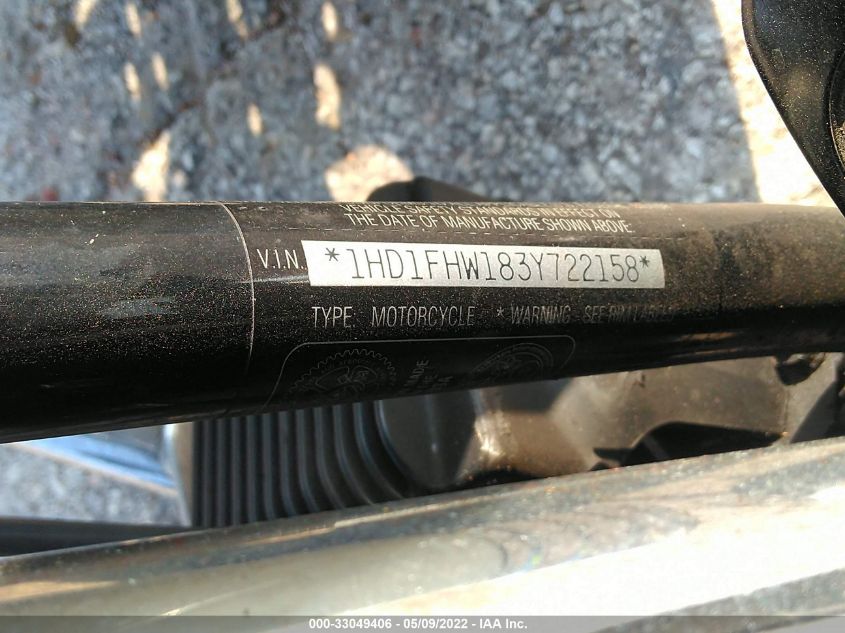 VEHICLE SAFETY STANDARDS IN EFFECT ON
THE DATE OF MANUFACTURE SHOWN ABOVE.
V.I.N. *1HD1FHW183Y722158*
TYPE: MOTORCYCLE * WARNING: SEE
MADE
000-33049406 - 05/09/2022 - IAA Inc.